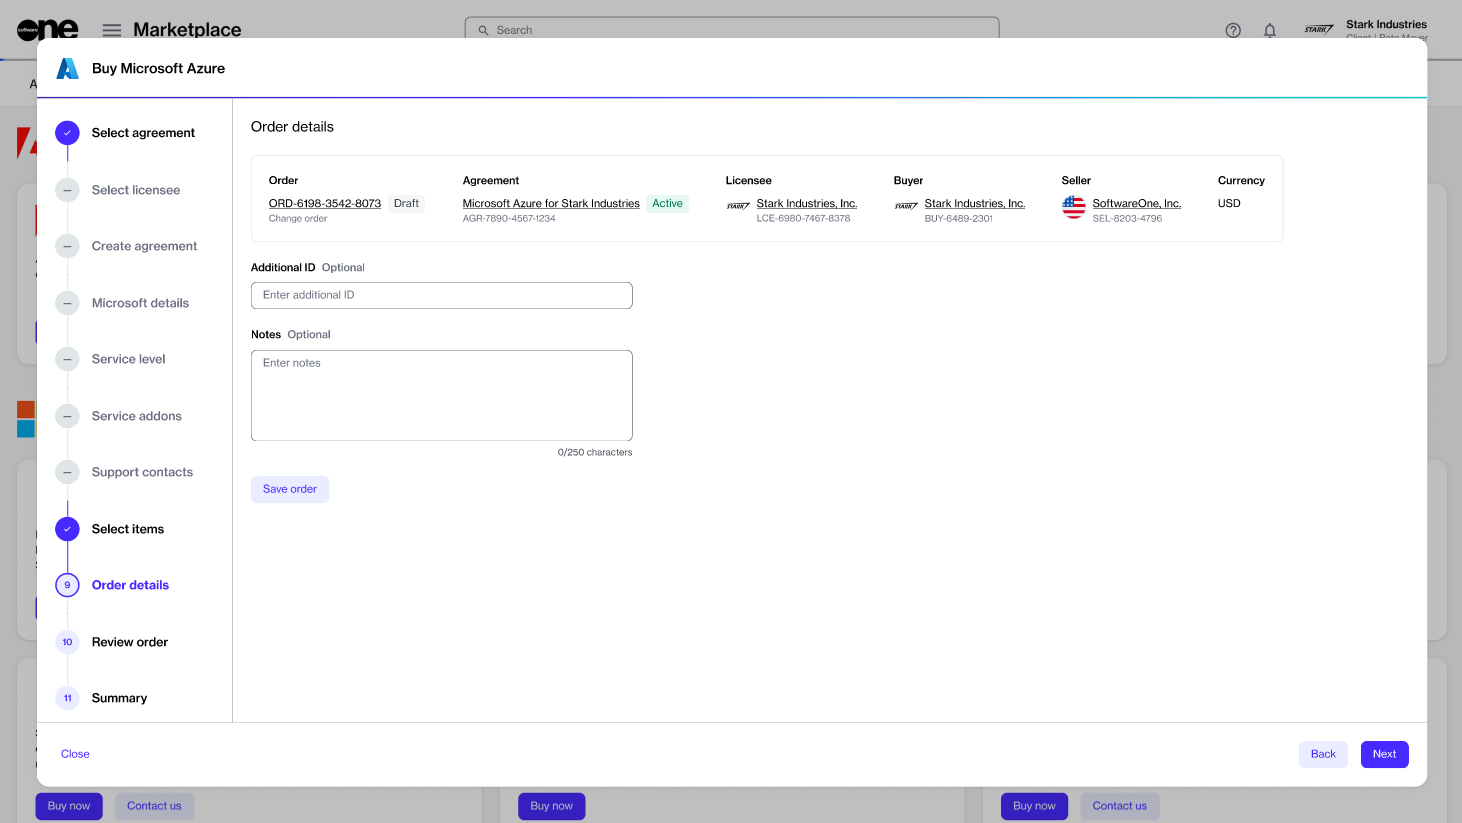 software
one
Marketplace
Search
STARK
Stark Industries
Buy Microsoft Azure
Select agreement
Select licensee
Create agreement
Microsoft details
Service level
Service addons
Support contacts
Select items
9
Order details
10
Review order
11
Summary
Order details
Order
ORD-6198-3542-8073 Draft
Change order
Agreement
Microsoft Azure for Stark Industries Active
AGR-7890-4567-1234
Licensee
STARK
Stark Industries, Inc.
LCE-6980-7467-8378
Buyer
STARK
Stark Industries, Inc.
BUY-6489-2301
Seller
SoftwareOne, Inc.
SEL-8203-4796
Currency
USD
Additional ID Optional
Enter additional ID
Notes Optional
Enter notes
0/250 characters
Save order
Close
Back
Next
Buy now
Contact us
Buy now
Buy now
Contact us